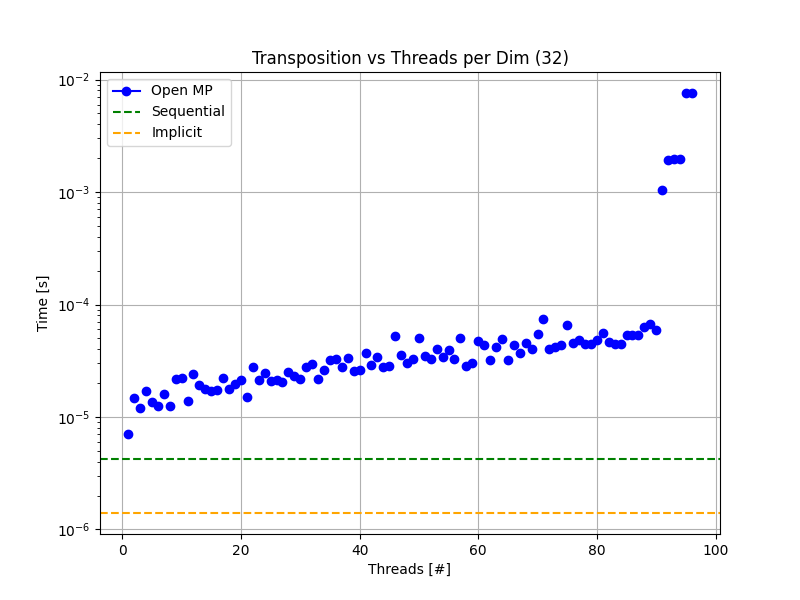 Transposition vs Threads per Dim (32)
Open MP
Sequential
Implicit
Time [s]
10⁻²
10⁻³
10⁻⁴
10⁻⁵
10⁻⁶
0 20 40 60 80 100
Threads [#]